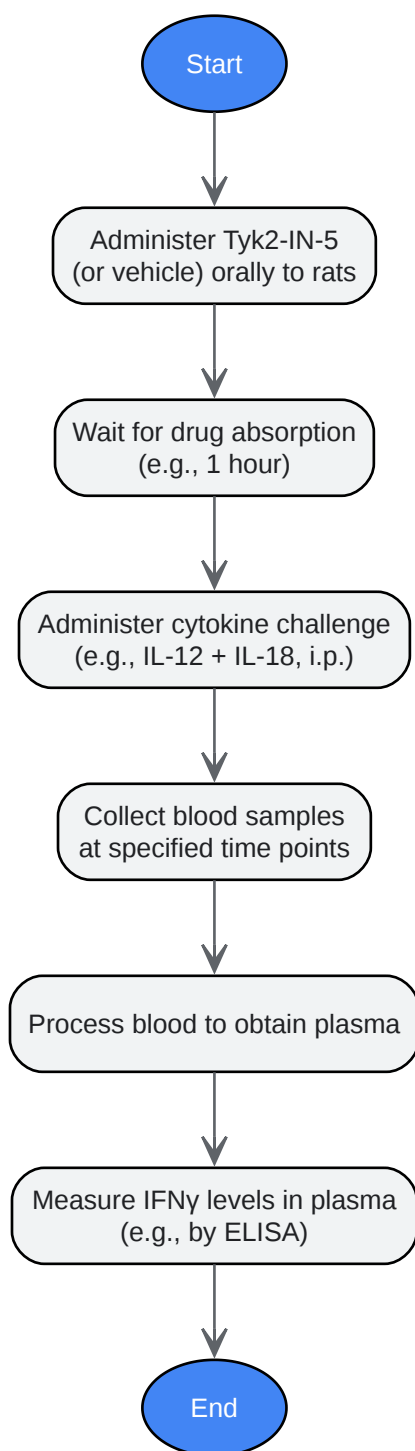 Start
Administer Tyk2-IN-5
(or vehicle) orally to rats
Wait for drug absorption
(e.g., 1 hour)
Administer cytokine challenge
(e.g., IL-12 + IL-18, i.p.)
Collect blood samples
at specified time points
Process blood to obtain plasma
Measure IFNγ levels in plasma
(e.g., by ELISA)
End